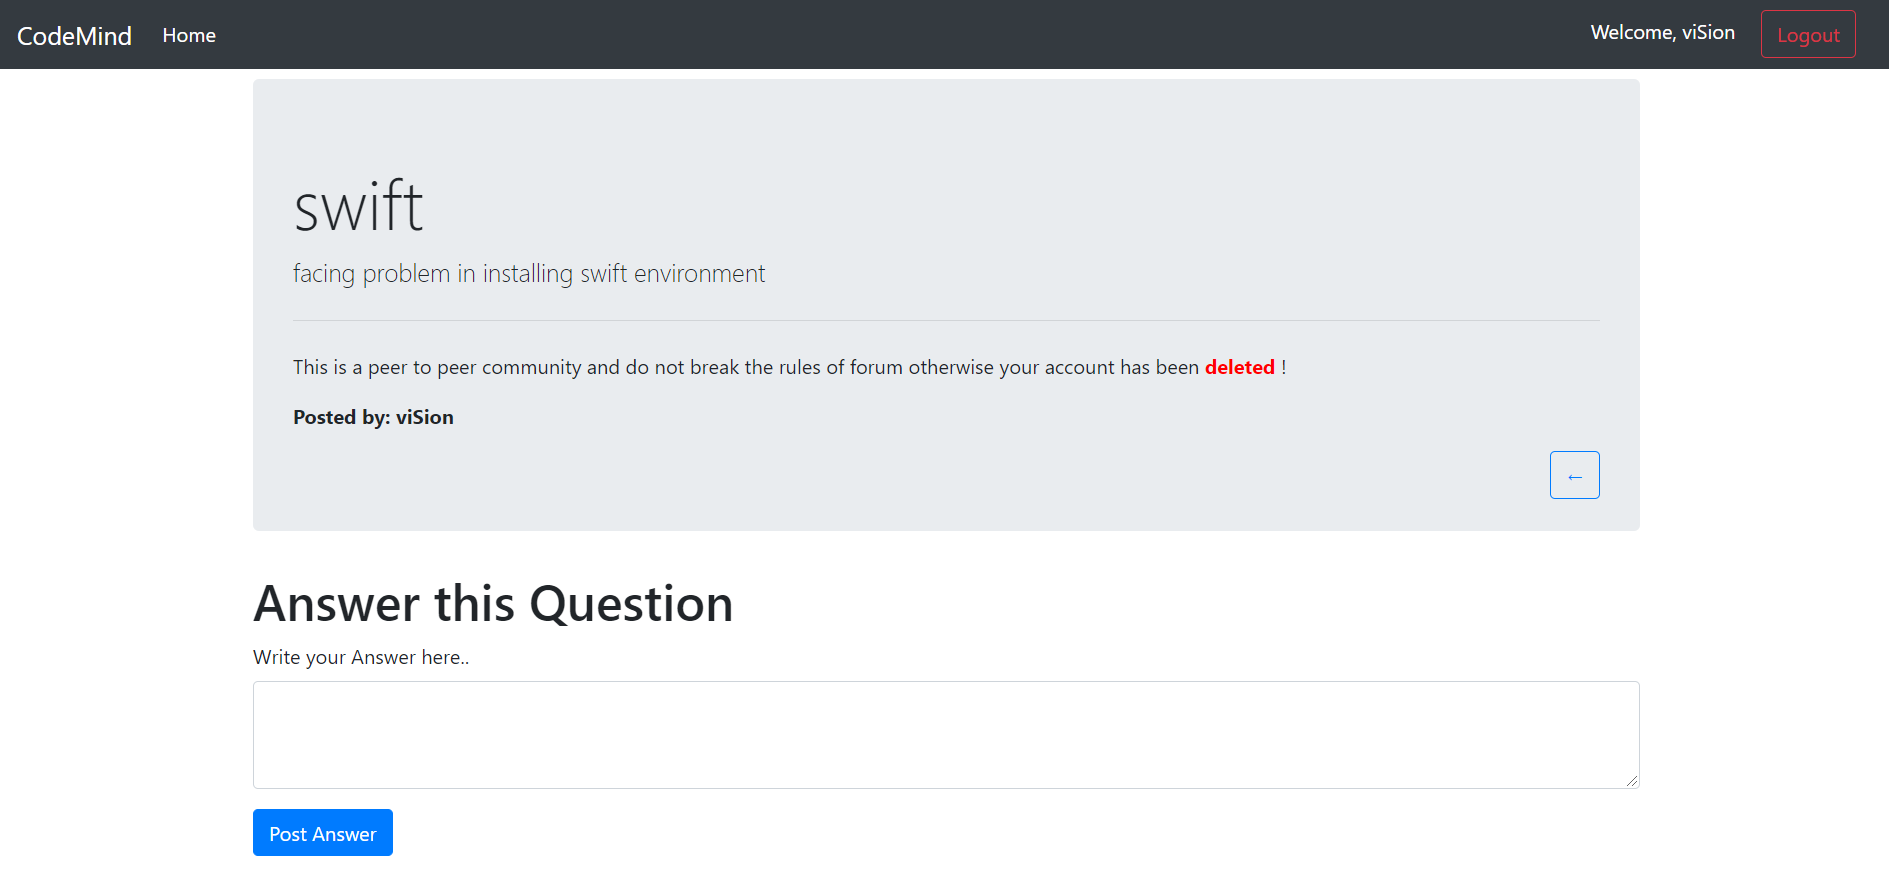 CodeMind Home Welcome, viSion Logout
swift
facing problem in installing swift environment
This is a peer to peer community and do not break the rules of forum otherwise your account has been deleted !
Posted by: viSion
←
Answer this Question
Write your Answer here..
Post Answer